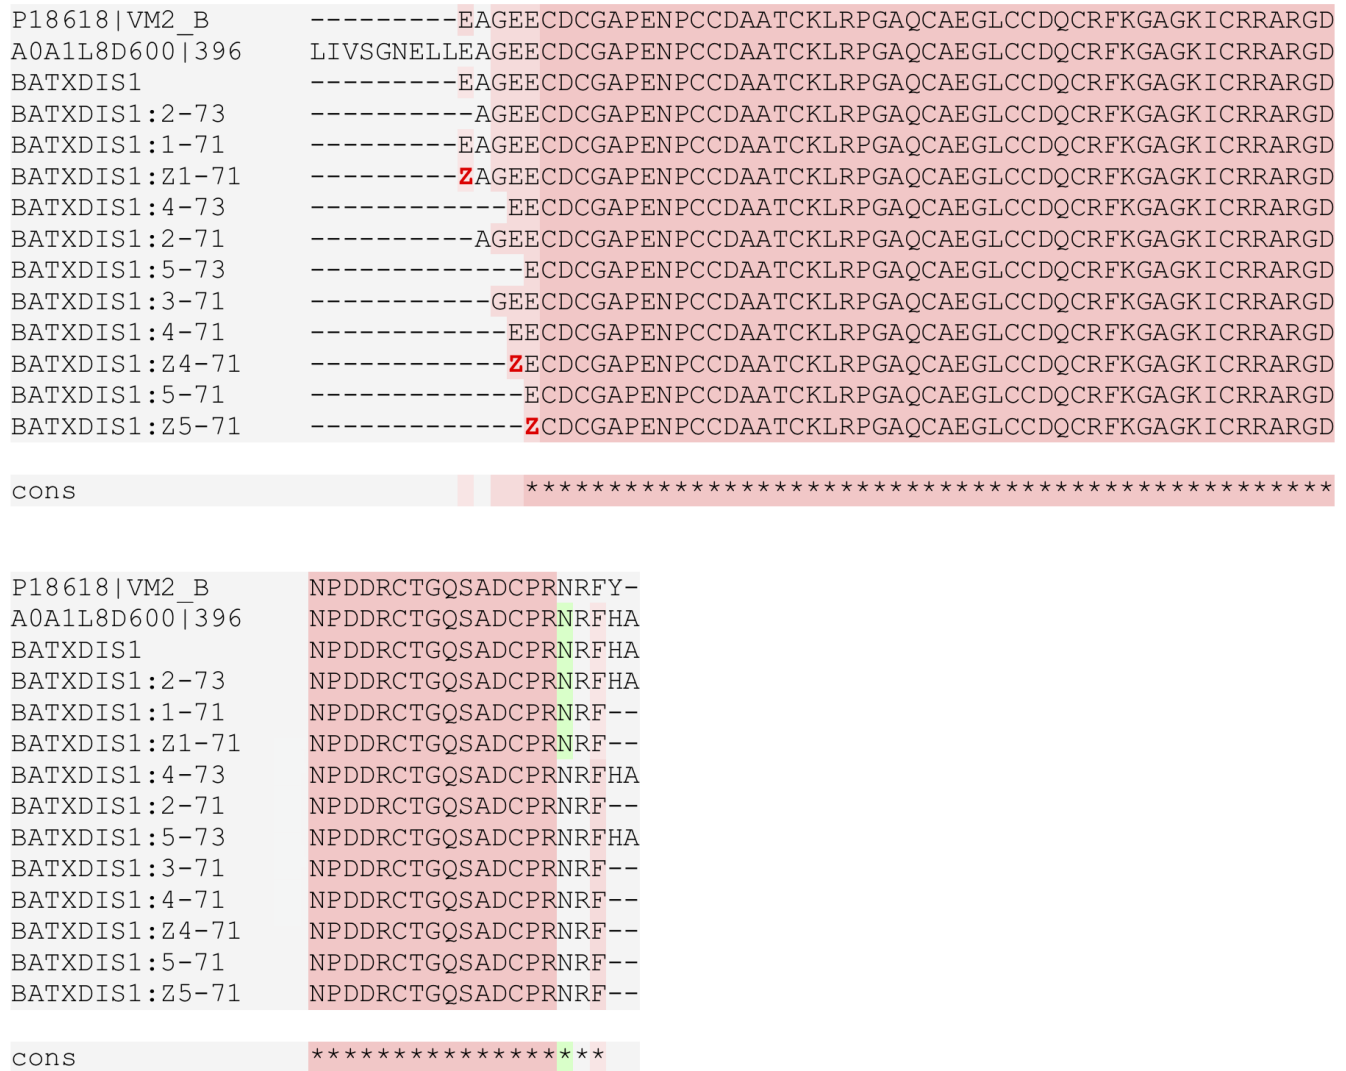 P18618|VM2_B ---------EAGEECDCGAPENPCCDAATCKLRPGAQCAEGLCCDQCRFKGAGKICRRARGD
A0A1L8D600|396 LIVSGNELLEAGEECDCGAPENPCCDAATCKLRPGAQCAEGLCCDQCRFKGAGKICRRARGD
BATXDIS1 ---------EAGEECDCGAPENPCCDAATCKLRPGAQCAEGLCCDQCRFKGAGKICRRARGD
BATXDIS1:2-73 ----------AGEECDCGAPENPCCDAATCKLRPGAQCAEGLCCDQCRFKGAGKICRRARGD
BATXDIS1:1-71 ---------EAGEECDCGAPENPCCDAATCKLRPGAQCAEGLCCDQCRFKGAGKICRRARGD
BATXDIS1:Z1-71 ---------ZAGEECDCGAPENPCCDAATCKLRPGAQCAEGLCCDQCRFKGAGKICRRARGD
BATXDIS1:4-73 ------------EECDCGAPENPCCDAATCKLRPGAQCAEGLCCDQCRFKGAGKICRRARGD
BATXDIS1:2-71 ----------AGEECDCGAPENPCCDAATCKLRPGAQCAEGLCCDQCRFKGAGKICRRARGD
BATXDIS1:5-73 -------------ECDCGAPENPCCDAATCKLRPGAQCAEGLCCDQCRFKGAGKICRRARGD
BATXDIS1:3-71 -----------GEECDCGAPENPCCDAATCKLRPGAQCAEGLCCDQCRFKGAGKICRRARGD
BATXDIS1:4-71 ------------EECDCGAPENPCCDAATCKLRPGAQCAEGLCCDQCRFKGAGKICRRARGD
BATXDIS1:Z4-71 ------------ZECDCGAPENPCCDAATCKLRPGAQCAEGLCCDQCRFKGAGKICRRARGD
BATXDIS1:5-71 -------------ECDCGAPENPCCDAATCKLRPGAQCAEGLCCDQCRFKGAGKICRRARGD
BATXDIS1:Z5-71 -------------ZCDCGAPENPCCDAATCKLRPGAQCAEGLCCDQCRFKGAGKICRRARGD
cons *************************************************
P18618|VM2_B NPDDRCTGQSADCPRNRFY-
A0A1L8D600|396 NPDDRCTGQSADCPRNRFHA
BATXDIS1 NPDDRCTGQSADCPRNRFHA
BATXDIS1:2-73 NPDDRCTGQSADCPRNRFHA
BATXDIS1:1-71 NPDDRCTGQSADCPRNRF--
BATXDIS1:Z1-71 NPDDRCTGQSADCPRNRF--
BATXDIS1:4-73 NPDDRCTGQSADCPRNRFHA
BATXDIS1:2-71 NPDDRCTGQSADCPRNRF--
BATXDIS1:5-73 NPDDRCTGQSADCPRNRFHA
BATXDIS1:3-71 NPDDRCTGQSADCPRNRF--
BATXDIS1:4-71 NPDDRCTGQSADCPRNRF--
BATXDIS1:Z4-71 NPDDRCTGQSADCPRNRF--
BATXDIS1:5-71 NPDDRCTGQSADCPRNRF--
BATXDIS1:Z5-71 NPDDRCTGQSADCPRNRF--
cons ******************